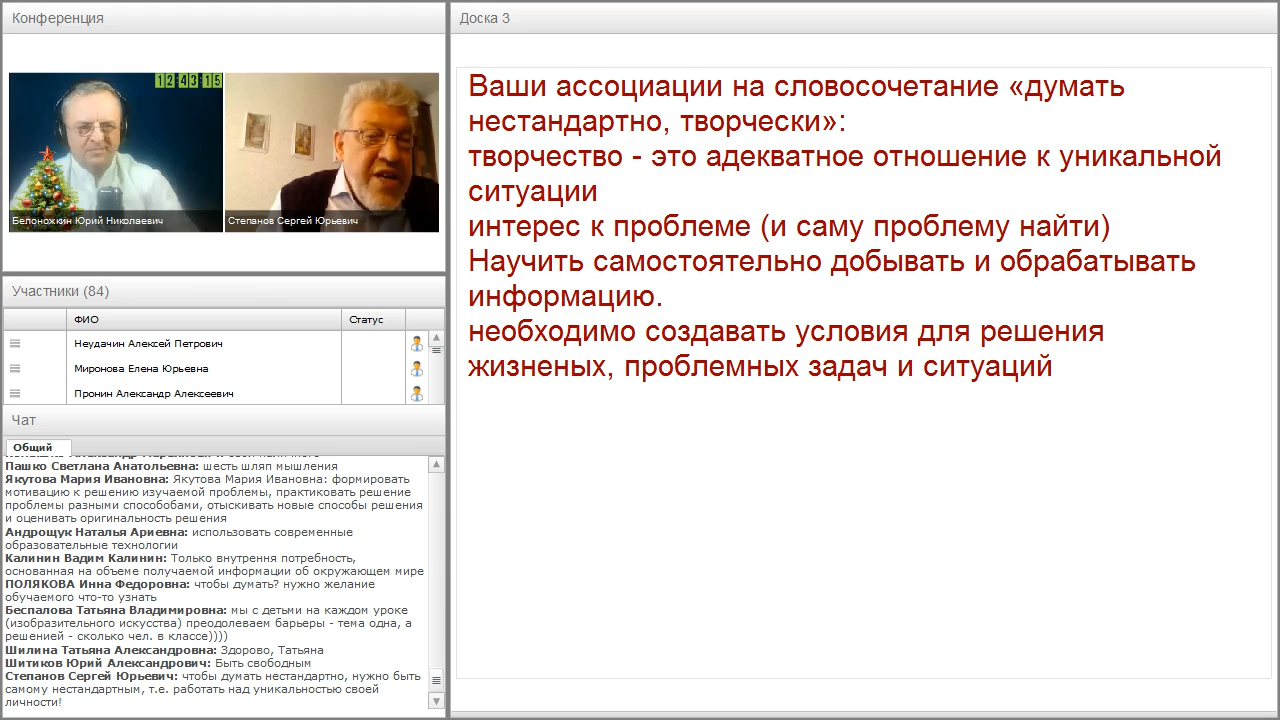 Конференция
12:43:15
Белоножкин Юрий Николаевич
Степанов Сергей Юрьевич
Участники (84)
ФИО
Статус
Неудачин Алексей Петрович
Миронова Елена Юрьевна
Пронин Александр Алексеевич
Чат
Общий
Пашко Светлана Анатольевна: шесть шляп мышления
Якутова Мария Ивановна: Якутова Мария Ивановна: формировать
мотивацию к решению изучаемой проблемы, практиковать решение
проблемы разными способобами, отыскивать новые способы решения
и оценивать оригинальность решения
Андрощук Наталья Ариевна: использовать современные
образовательные технологии
Калинин Вадим Калинин: Только внутрення потребность,
основанная на объеме получаемой информации об окружающем мире
ПОЛЯКОВА Инна Федоровна: чтобы думать? нужно желание
обучаемого что-то узнать
Беспалова Татьяна Владимировна: мы с детьми на каждом уроке
(изобразительного искусства) преодолеваем барьеры - тема одна, а
решенией - сколько чел. в классе))))
Шилина Татьяна Александровна: Здорово, Татьяна
Шитиков Юрий Александрович: Быть свободным
Степанов Сергей Юрьевич: чтобы думать нестандартно, нужно быть
самому нестандартным, т.е. работать над уникальностью своей
личности!
Доска 3
Ваши ассоциации на словосочетание «думать
нестандартно, творчески»:
творчество - это адекватное отношение к уникальной
ситуации
интерес к проблеме (и саму проблему найти)
Научить самостоятельно добывать и обрабатывать
информацию.
необходимо создавать условия для решения
жизненых, проблемных задач и ситуаций